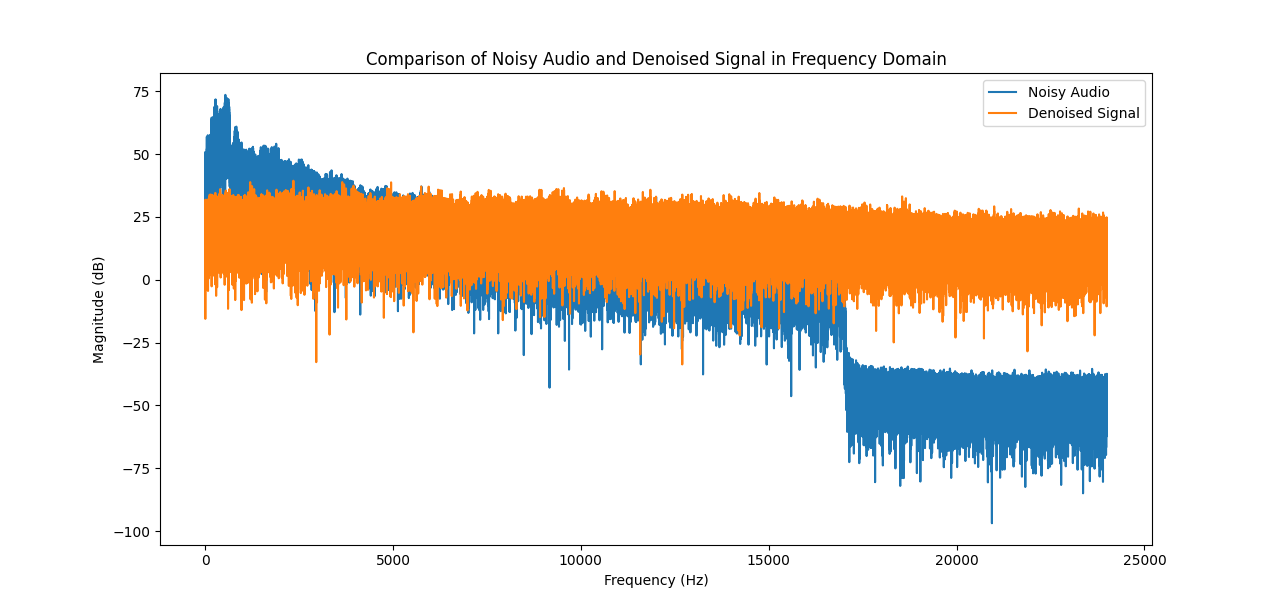 Comparison of Noisy Audio and Denoised Signal in Frequency Domain
Noisy Audio
Denoised Signal
Magnitude (dB)
75
50
25
0
−25
−50
−75
−100
0
5000
10000
15000
20000
25000
Frequency (Hz)